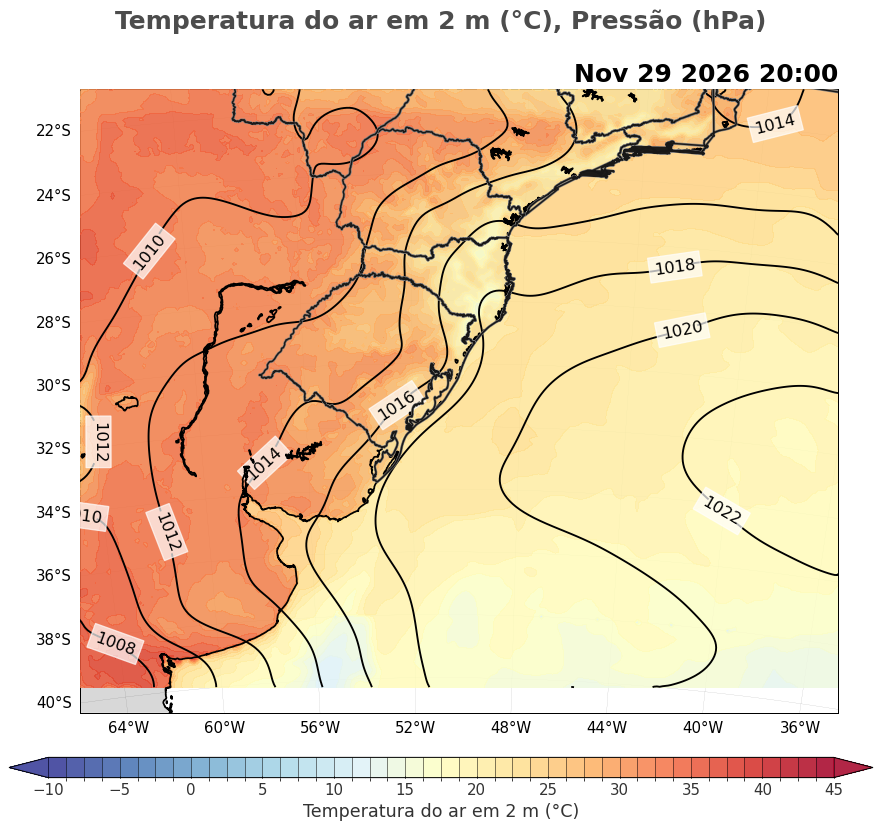 Temperatura do ar em 2 m (°C), Pressão (hPa)
Nov 29 2026 20:00
22°S
24°S
26°S
28°S
30°S
32°S
34°S
36°S
38°S
40°S
1014
1010
1018
1020
1016
1012
1014
1022
10
1012
1008
64°W 60°W 56°W 52°W 48°W 44°W 40°W 36°W
−10 −5 0 5 10 15 20 25 30 35 40 45
Temperatura do ar em 2 m (°C)